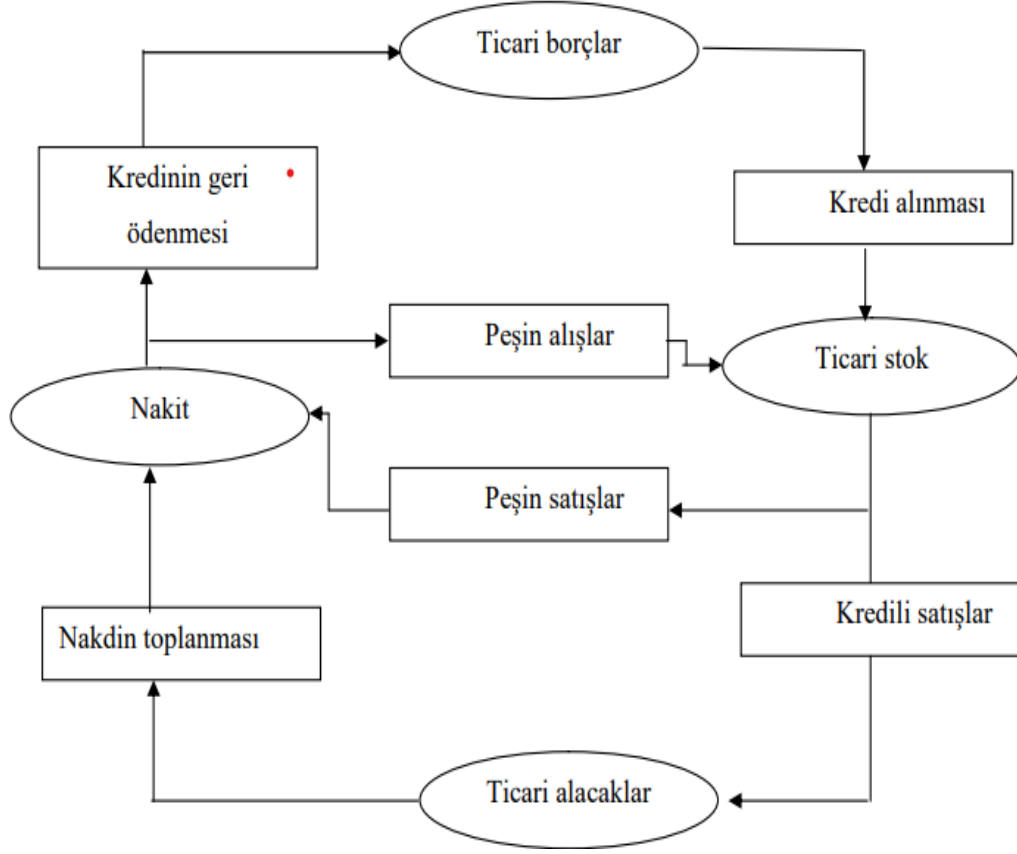 Ticari borçlar
Kredinin geri
ödenmesi
Kredi alınması
Peşin alışlar
Ticari stok
Nakit
Peşin satışlar
Nakdin toplanması
Kredili satışlar
Ticari alacaklar